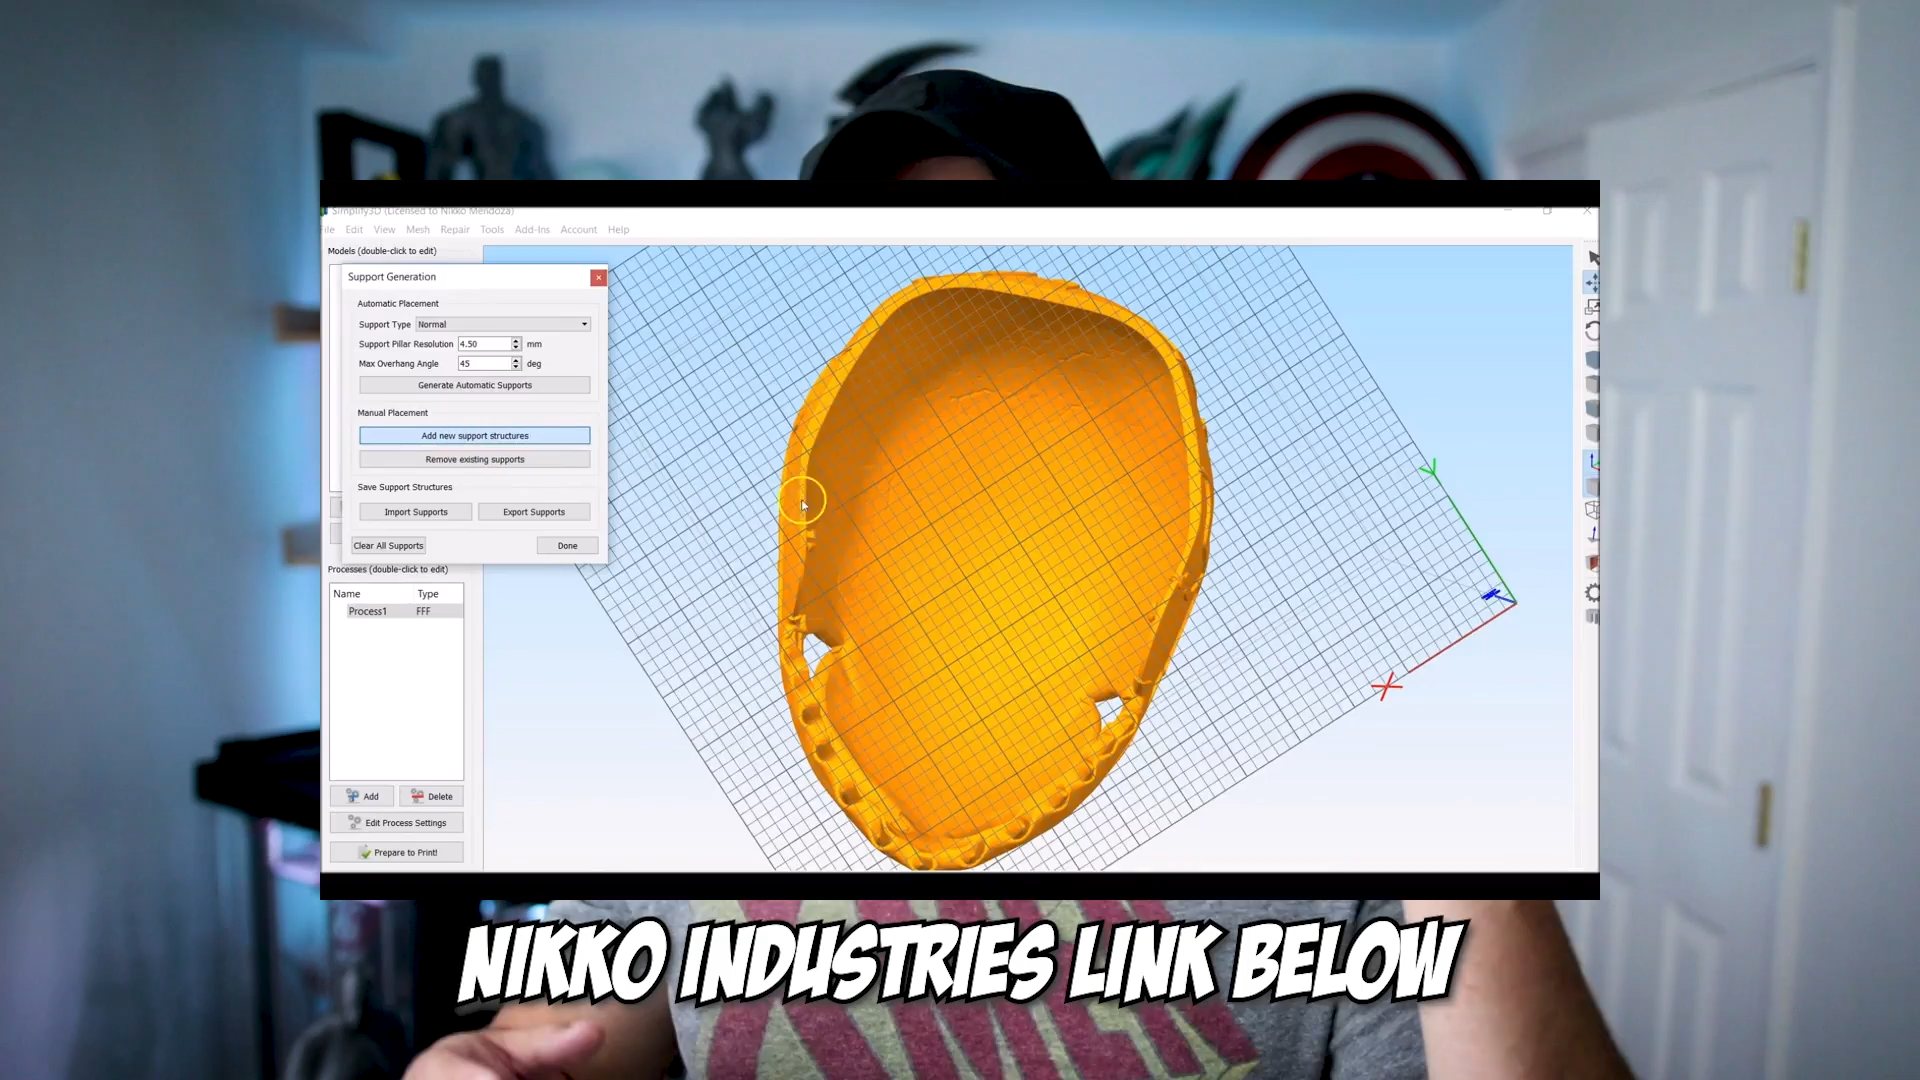 Simplify3D (Licensed to Nikko Mendoza)
File Edit View Mesh Repair Tools Add-Ins Account Help
Models (double-click to edit)
Support Generation
Automatic Placement
Support Type Normal
Support Pillar Resolution 4.50 mm
Max Overhang Angle 45 deg
Generate Automatic Supports
Manual Placement
Add new support structures
Remove existing supports
Save Support Structures
Import Supports Export Supports
Clear All Supports Done
Processes (double-click to edit)
Name Type
Process1 FFF
Add Delete
Edit Process Settings
Prepare to Print!
Y
X
NIKKO INDUSTRIES LINK BELOW